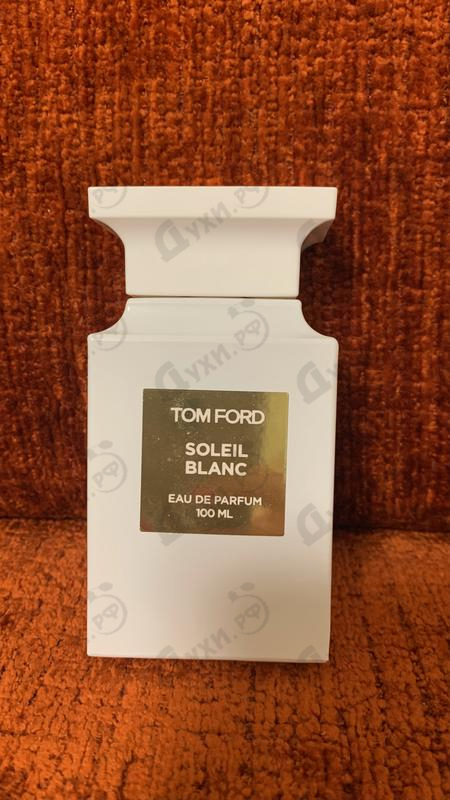 Духи.РФ
TOM FORD
SOLEIL
BLANC
EAU DE PARFUM
100 ML